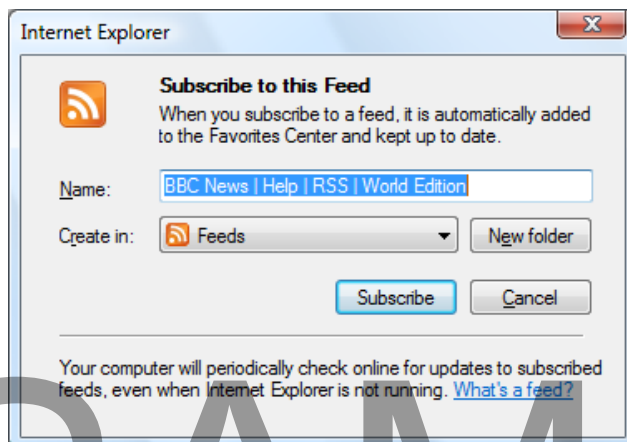 Internet Explorer
Subscribe to this Feed
When you subscribe to a feed, it is automatically added
to the Favorites Center and kept up to date.
Name:
BBC News | Help | RSS | World Edition
Create in:
Feeds
New folder
Subscribe
Cancel
Your computer will periodically check online for updates to subscribed
feeds, even when Internet Explorer is not running. What's a feed?